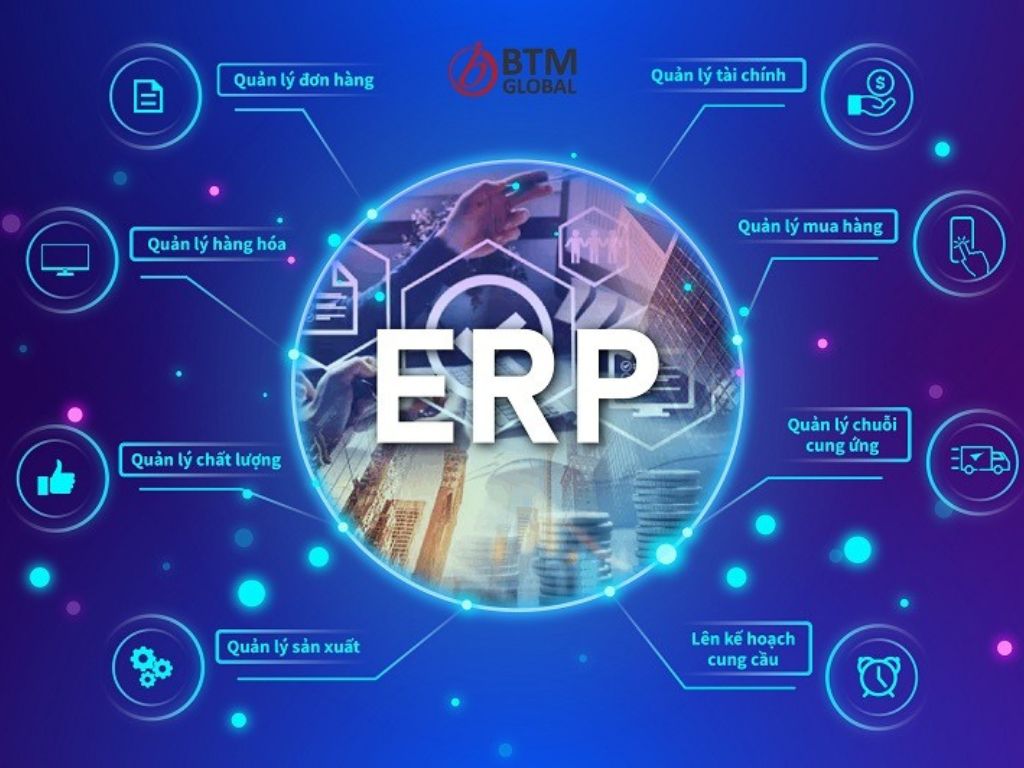 BTM
GLOBAL
Quản lý đơn hàng
Quản lý tài chính
Quản lý hàng hóa
Quản lý mua hàng
ERP
Quản lý chất lượng
Quản lý chuỗi
cung ứng
Quản lý sản xuất
Lên kế hoạch
cung cầu